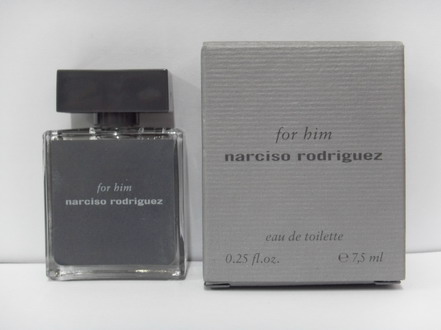 for him
narciso rodriguez
for him
narciso rodriguez
eau de toilette
0.25 fl.oz. ℮ 7,5 ml